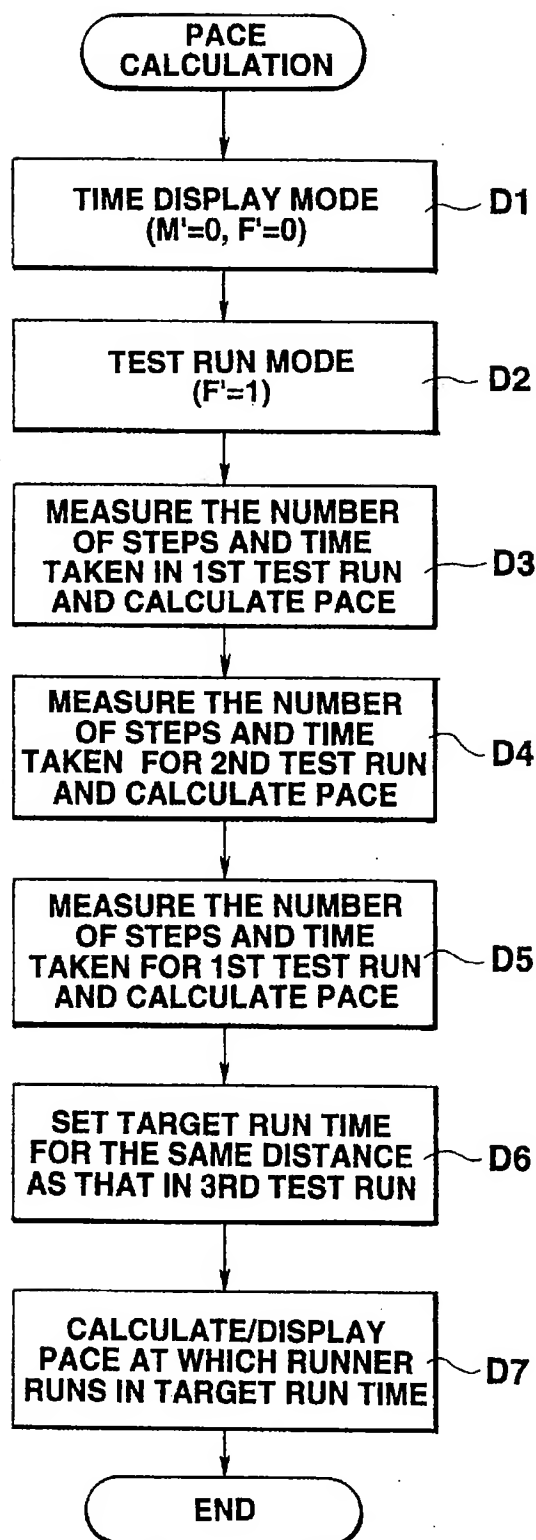 PACE
CALCULATION
TIME DISPLAY MODE
(M'=0, F'=0)
D1
TEST RUN MODE
(F'=1)
D2
MEASURE THE NUMBER
OF STEPS AND TIME
TAKEN IN 1ST TEST RUN
AND CALCULATE PACE
D3
MEASURE THE NUMBER
OF STEPS AND TIME
TAKEN FOR 2ND TEST RUN
AND CALCULATE PACE
D4
MEASURE THE NUMBER
OF STEPS AND TIME
TAKEN FOR 1ST TEST RUN
AND CALCULATE PACE
D5
SET TARGET RUN TIME
FOR THE SAME DISTANCE
AS THAT IN 3RD TEST RUN
D6
CALCULATE/DISPLAY
PACE AT WHICH RUNNER
RUNS IN TARGET RUN TIME
D7
END